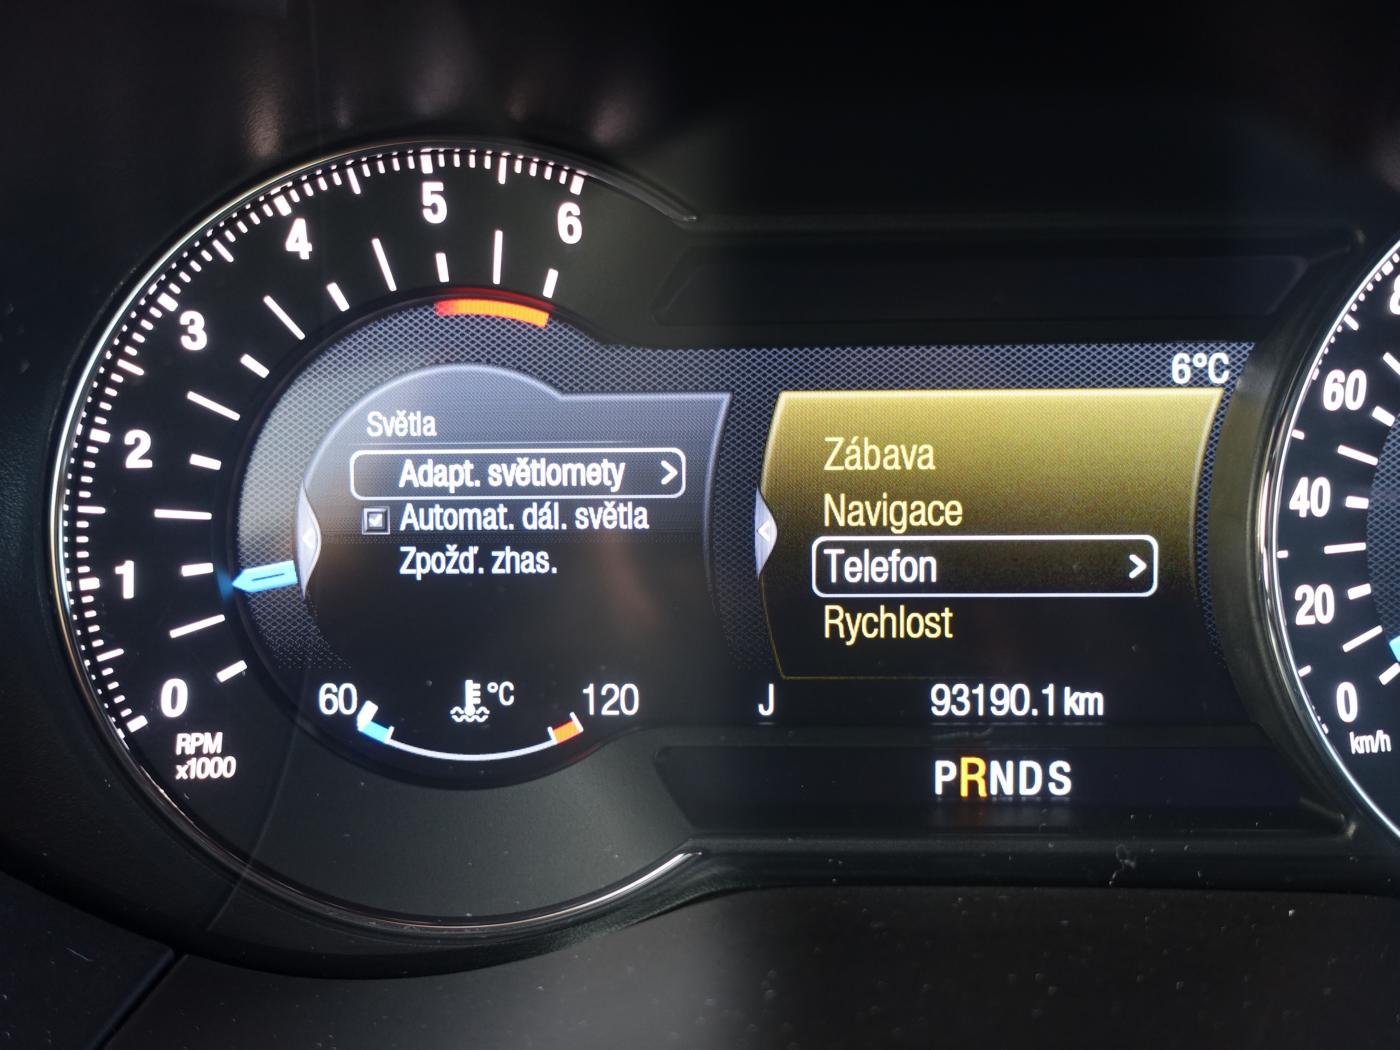 6
5
4
3
2
1
0
RPM
x1000
Světla
Adapt. světlomety >
Automat. dál. světla
Zpožď. zhas.
60 °C 120
6°C
Zábava
Navigace
Telefon >
Rychlost
J 93190.1 km
PRNDS
60
40
20
0
km/h